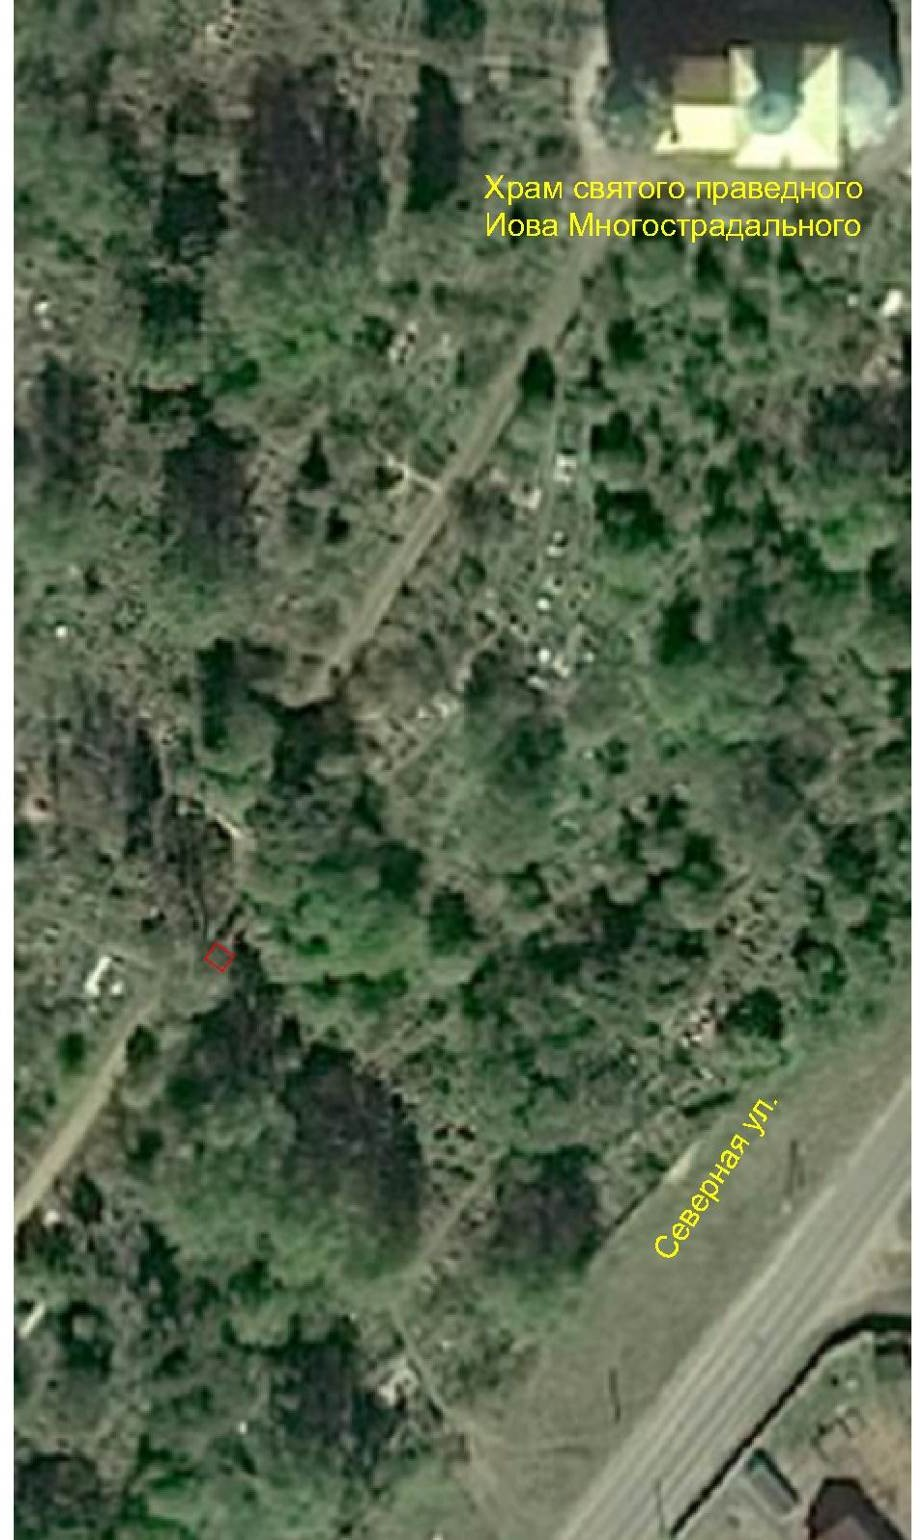 Храм святого праведного
Иова Многострадального
Северная ул.